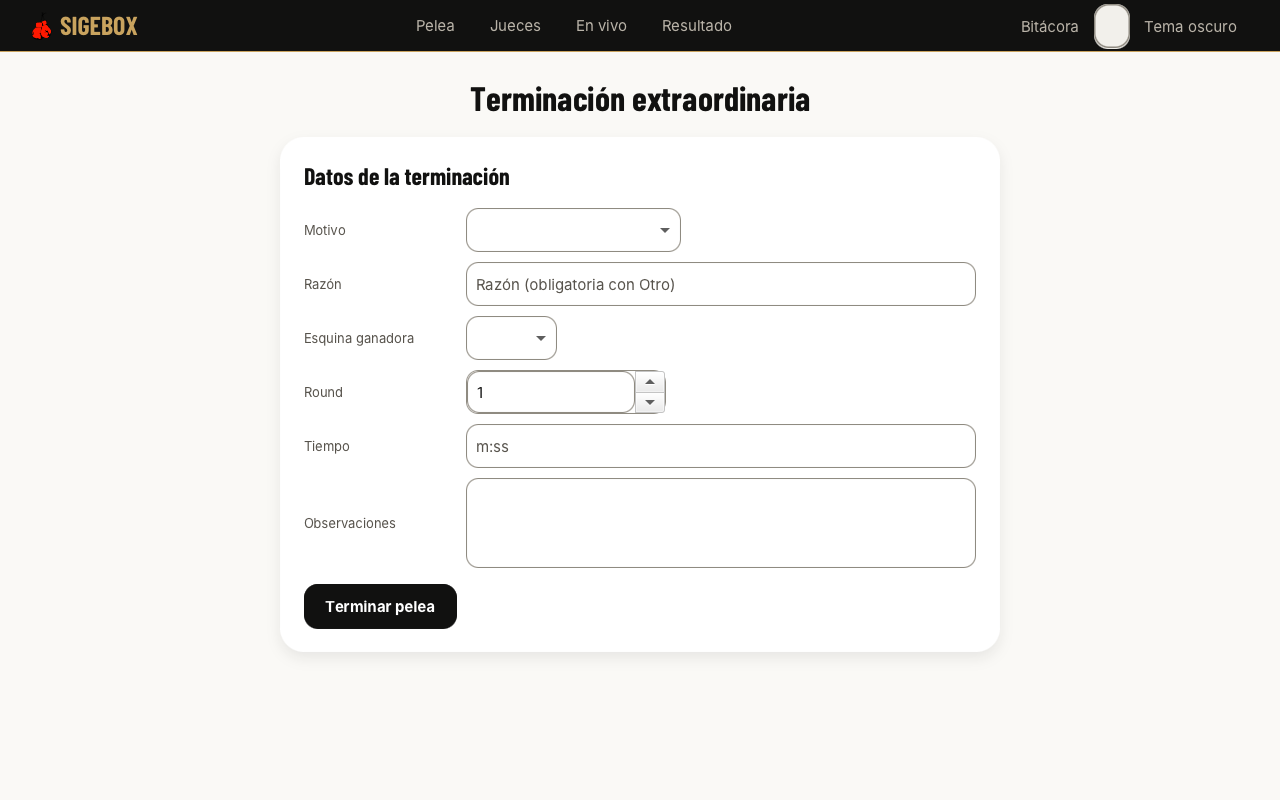 SIGEBOX
Pelea Jueces En vivo Resultado
Bitácora Tema oscuro
Terminación extraordinaria
Datos de la terminación
Motivo
Razón Razón (obligatoria con Otro)
Esquina ganadora
Round 1
Tiempo m:ss
Observaciones
Terminar pelea